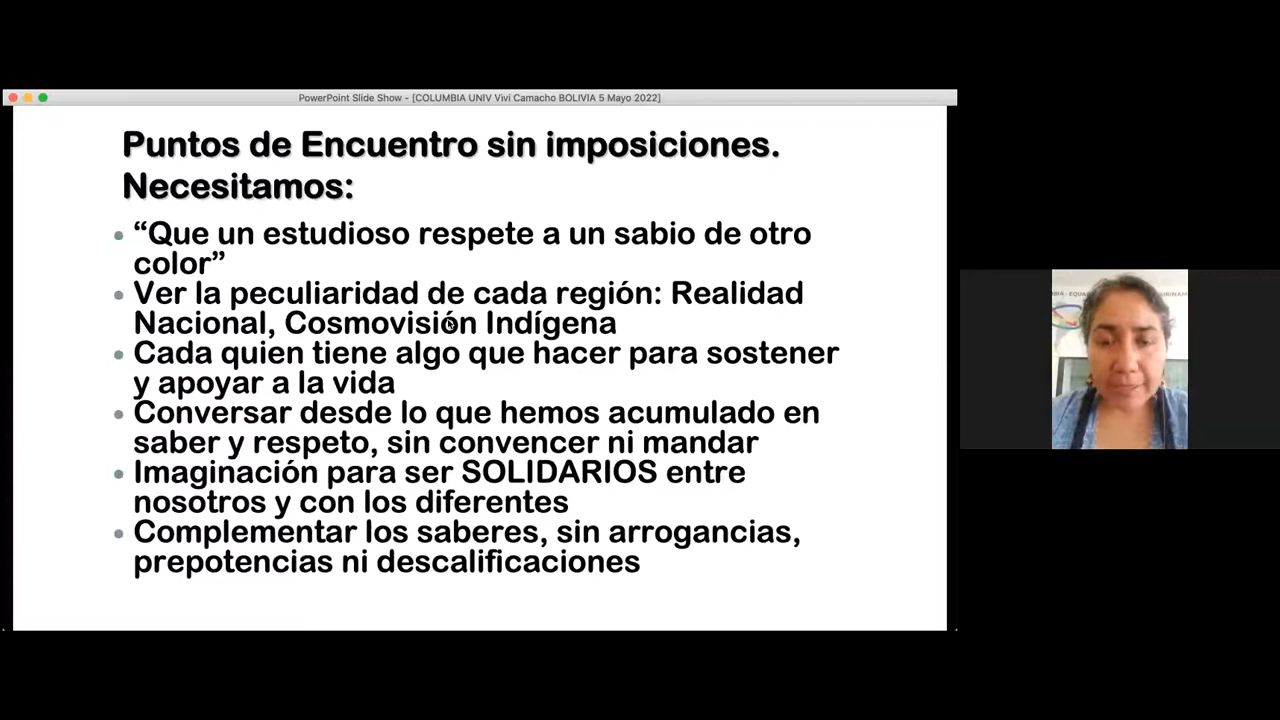 PowerPoint Slide Show - [COLUMBIA UNIV Vivi Camacho BOLIVIA 5 Mayo 2022]
Puntos de Encuentro sin imposiciones.
Necesitamos:
“Que un estudioso respete a un sabio de otro
color”
Ver la peculiaridad de cada región: Realidad
Nacional, Cosmovisión Indígena
Cada quien tiene algo que hacer para sostener
y apoyar a la vida
Conversar desde lo que hemos acumulado en
saber y respeto, sin convencer ni mandar
Imaginación para ser SOLIDARIOS entre
nosotros y con los diferentes
Complementar los saberes, sin arrogancias,
prepotencias ni descalificaciones